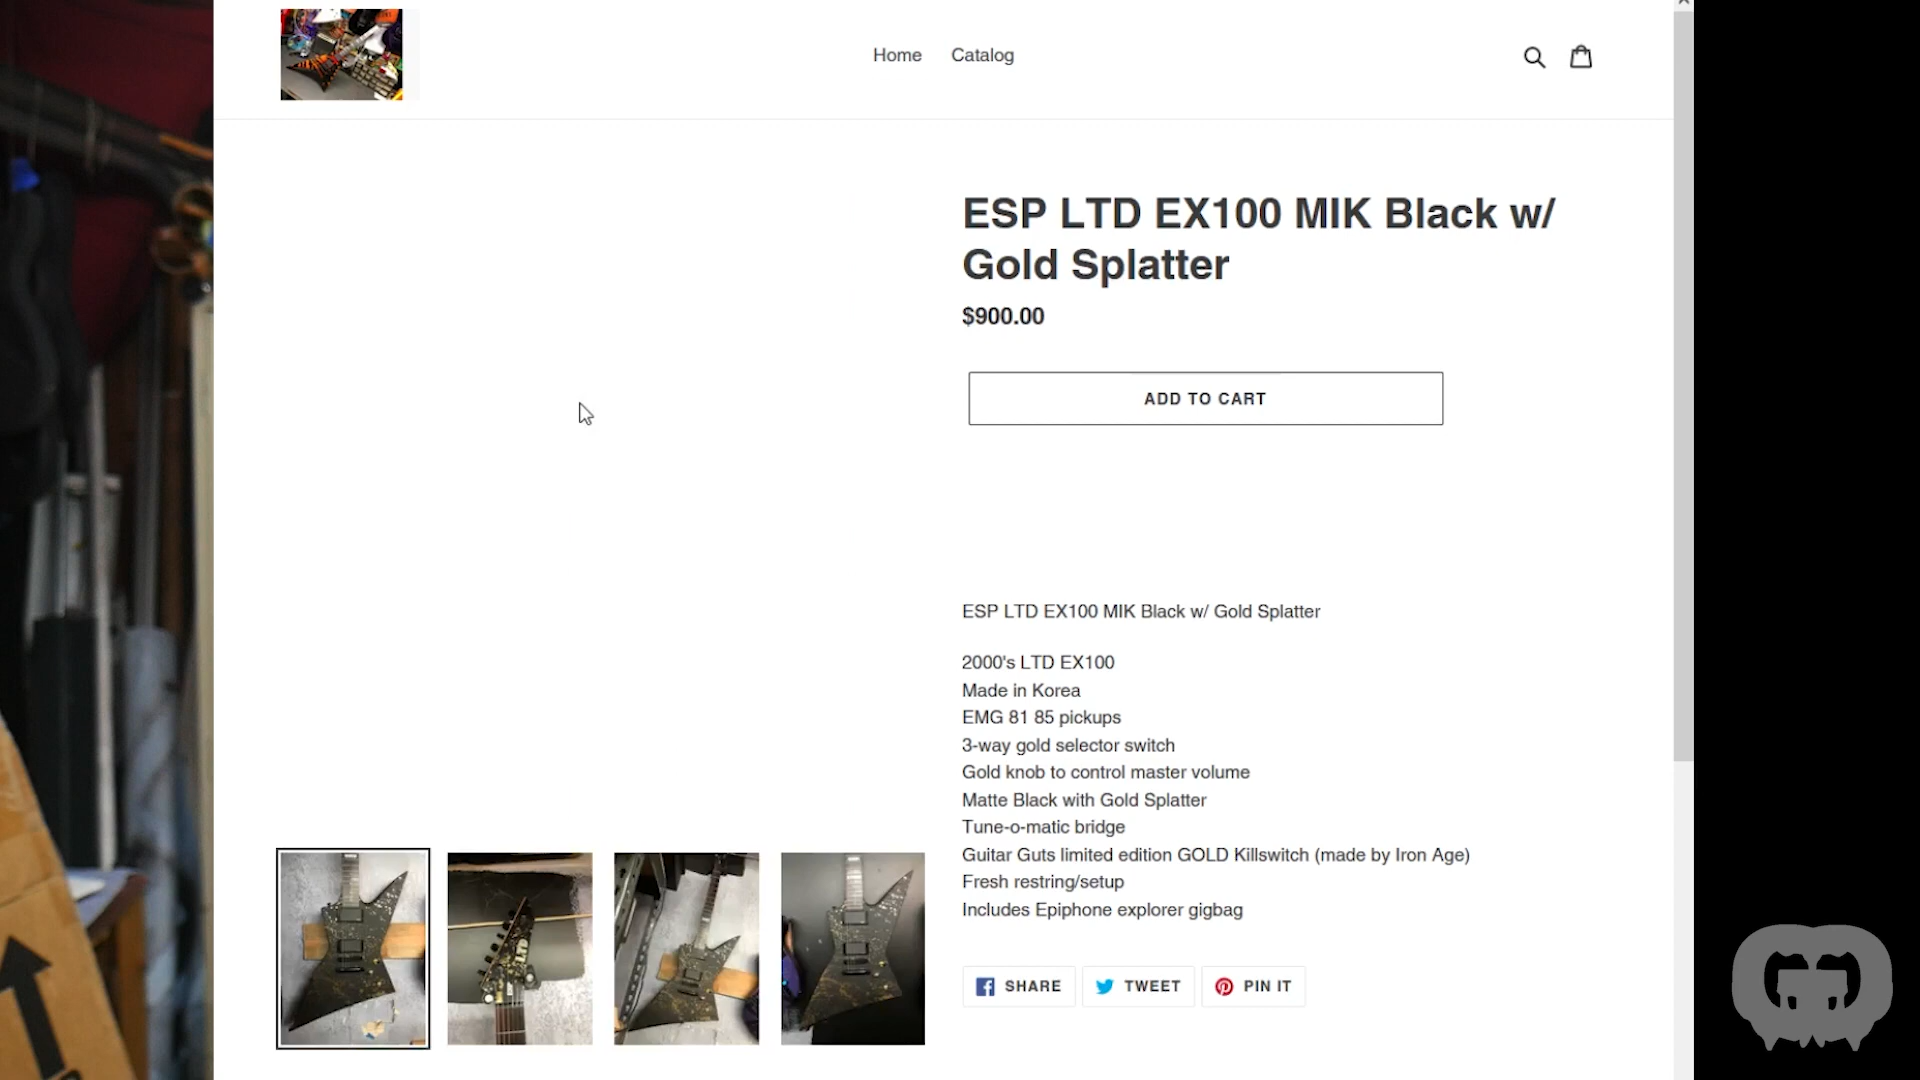 Home Catalog
ESP LTD EX100 MIK Black w/
Gold Splatter
$900.00
ADD TO CART
ESP LTD EX100 MIK Black w/ Gold Splatter
2000's LTD EX100
Made in Korea
EMG 81 85 pickups
3-way gold selector switch
Gold knob to control master volume
Matte Black with Gold Splatter
Tune-o-matic bridge
Guitar Guts limited edition GOLD Killswitch (made by Iron Age)
Fresh restring/setup
Includes Epiphone explorer gigbag
SHARE TWEET PIN IT